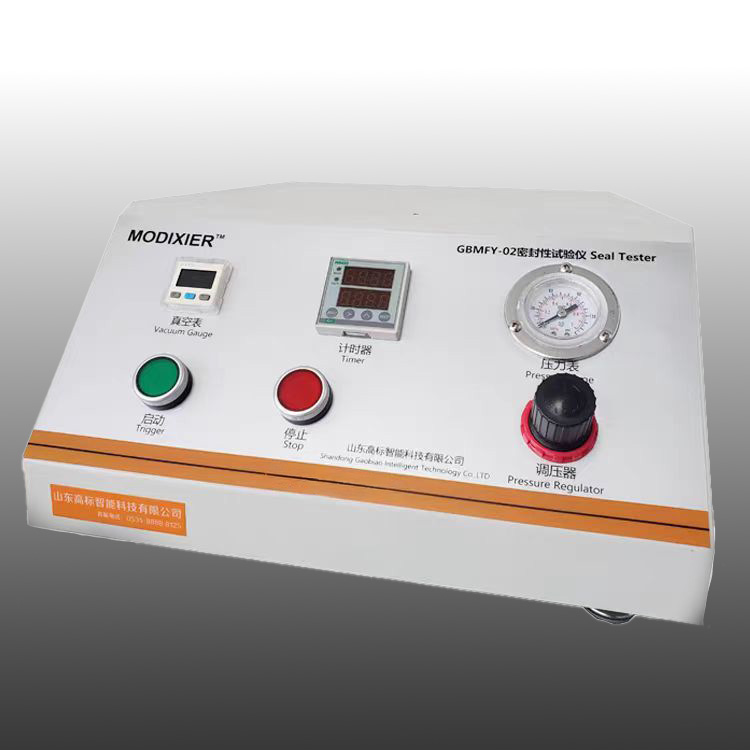 MODIXIER™
GBMFY-02密封性试验仪 Seal Tester
真空表
Vacuum Gauge
计时器
Timer
压力表
启动
Trigger
停止
Stop
调压器
Pressure Regulator
山东高标智能科技有限公司
Shandong Gaobiao Intelligent Technology Co.,LTD
山东高标智能科技有限公司